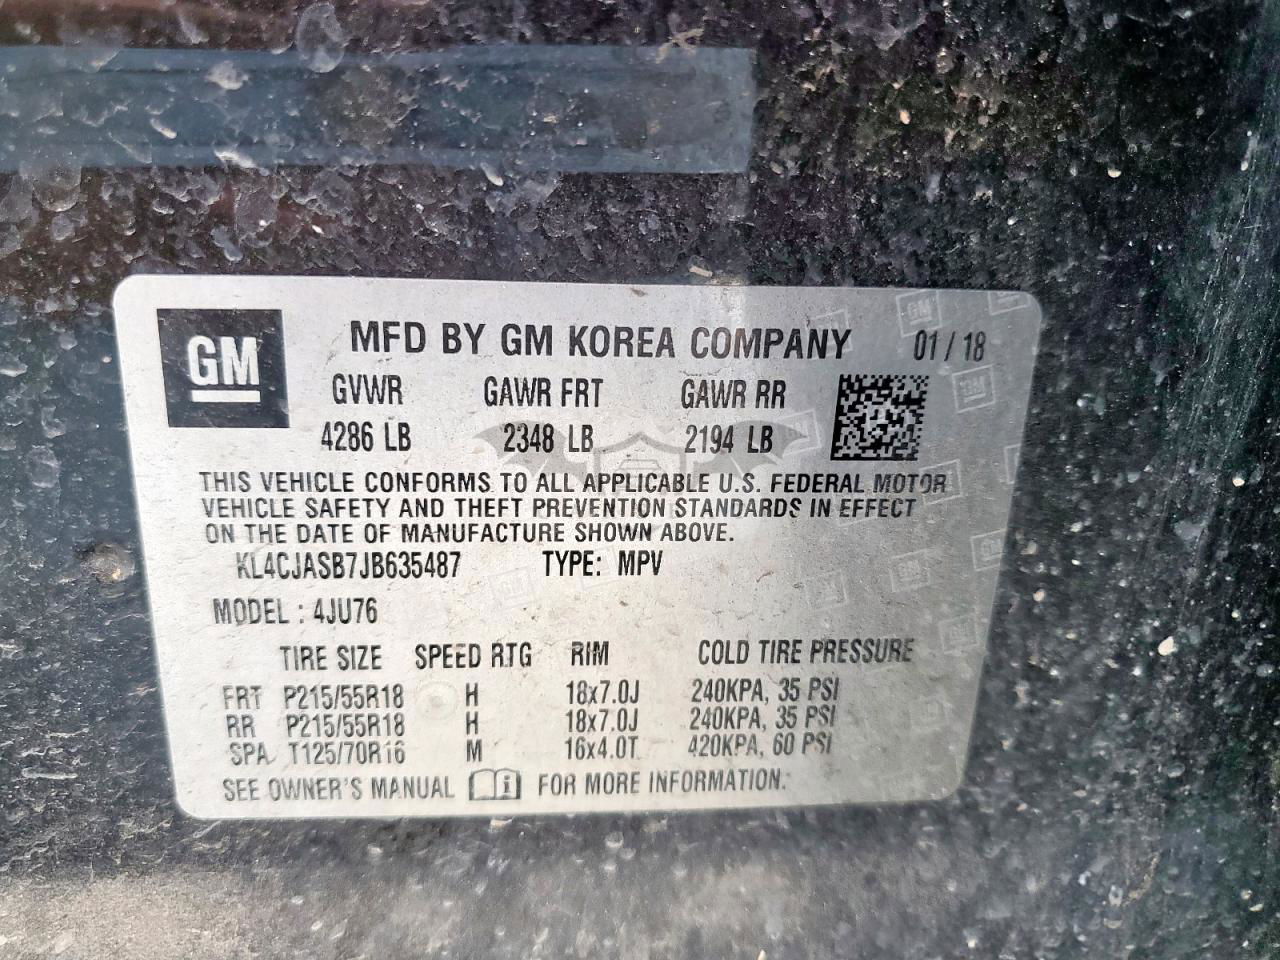 GM
MFD BY GM KOREA COMPANY 01 / 18
GVWR GAWR FRT GAWR RR
4286 LB 2348 LB 2194 LB
THIS VEHICLE CONFORMS TO ALL APPLICABLE U.S. FEDERAL MOTOR
VEHICLE SAFETY AND THEFT PREVENTION STANDARDS IN EFFECT
ON THE DATE OF MANUFACTURE SHOWN ABOVE.
KL4CJASB7JB635487 TYPE: MPV
MODEL : 4JU76
TIRE SIZE SPEED RTG RIM COLD TIRE PRESSURE
FRT P215/55R18 H 18x7.0J 240KPA, 35 PSI
RR P215/55R18 H 18x7.0J 240KPA, 35 PSI
SPA T125/70R16 M 16x4.0T 420KPA, 60 PSI
SEE OWNER'S MANUAL FOR MORE INFORMATION.